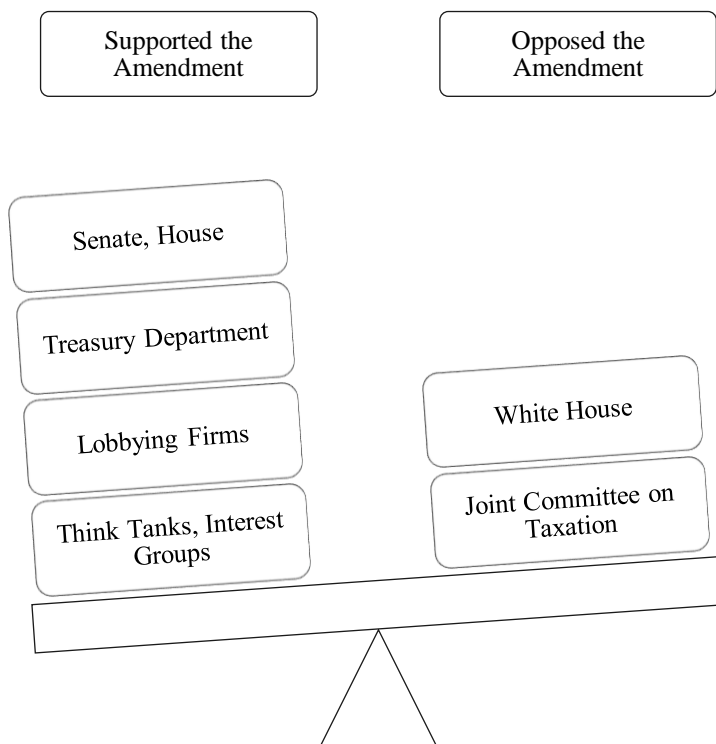 Supported the
Amendment
Opposed the
Amendment
Senate, House
Treasury Department
Lobbying Firms
Think Tanks, Interest
Groups
White House
Joint Committee on
Taxation